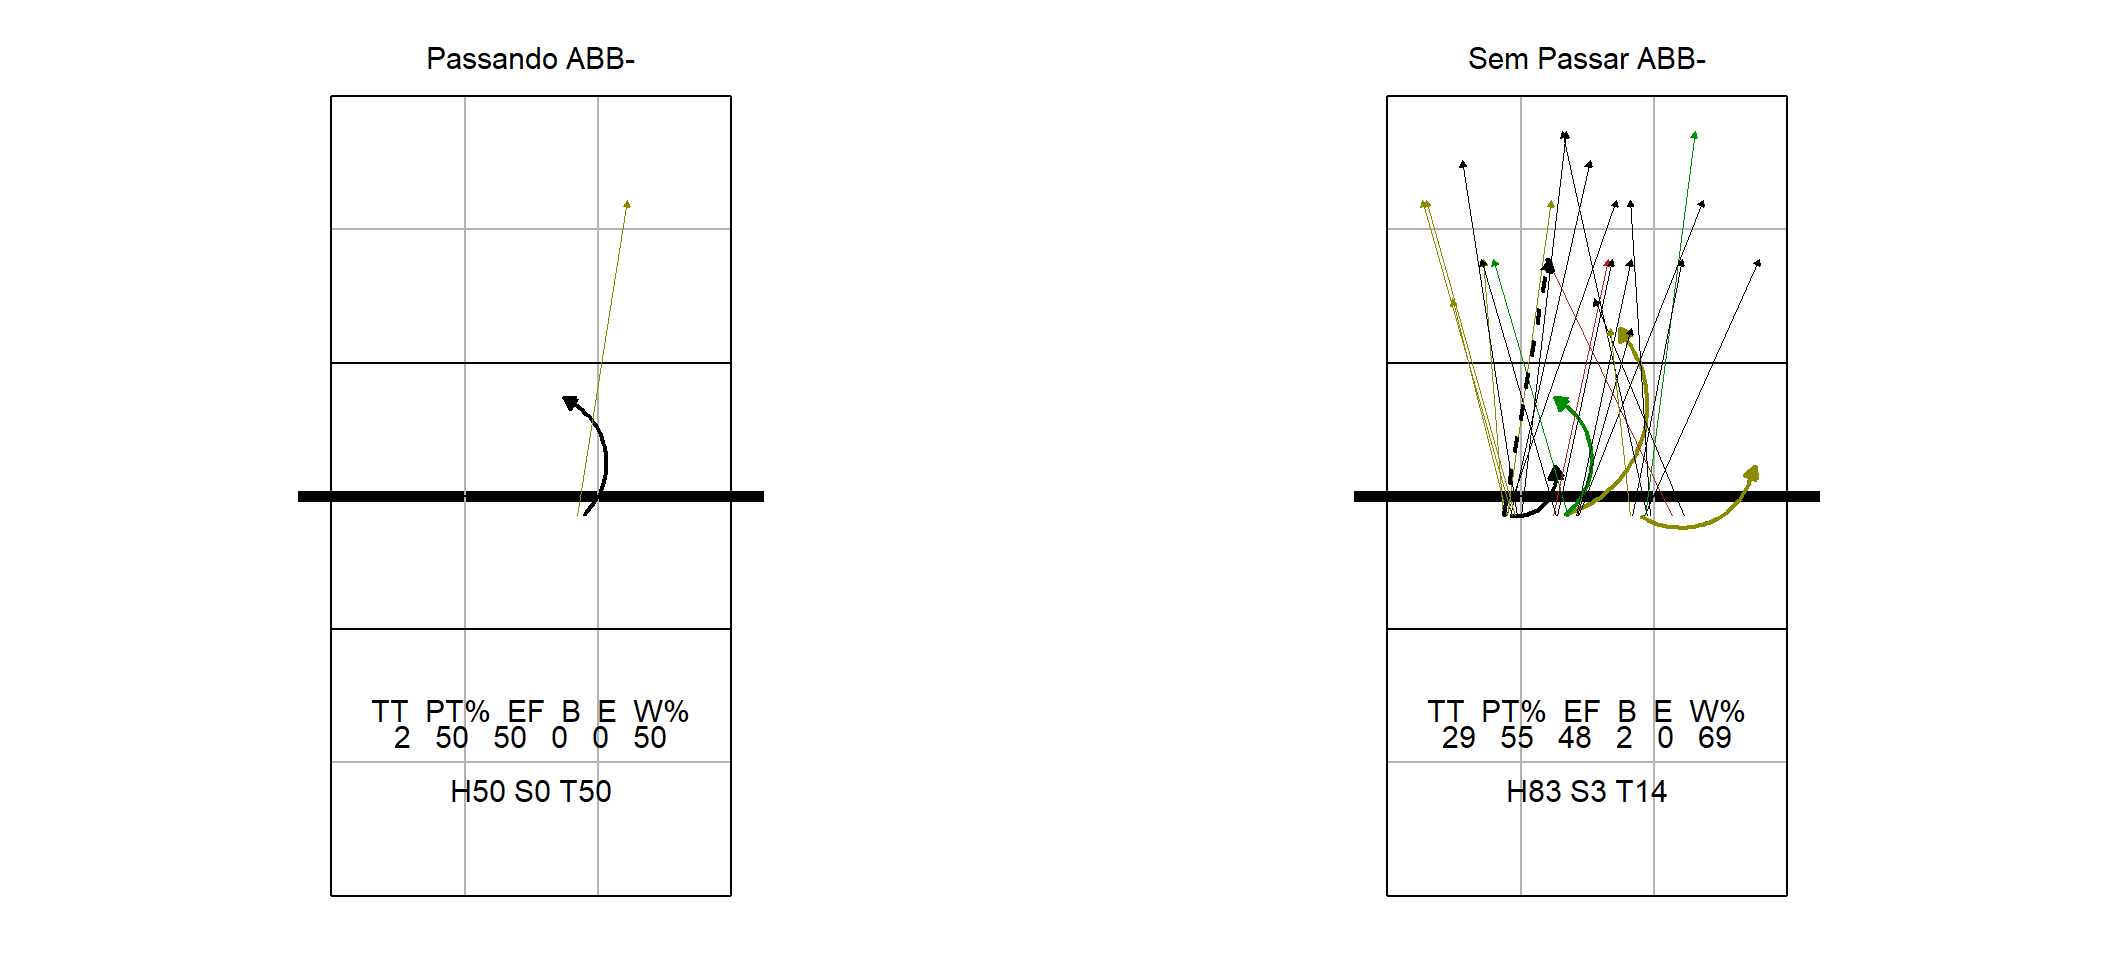 Passando ABB-
TT PT% EF B E W%
2 50 50 0 0 50
H50 S0 T50
Sem Passar ABB-
TT PT% EF B E W%
29 55 48 2 0 69
H83 S3 T14